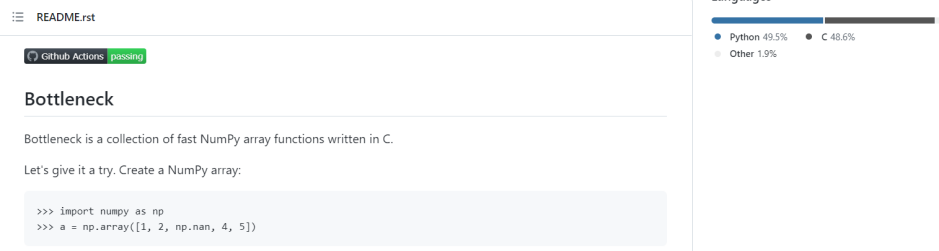 README.rst
Github Actions passing
Bottleneck
Bottleneck is a collection of fast NumPy array functions written in C.
Let's give it a try. Create a NumPy array:
>>> import numpy as np
>>> a = np.array([1, 2, np.nan, 4, 5])
Python 49.5% C 48.6%
Other 1.9%